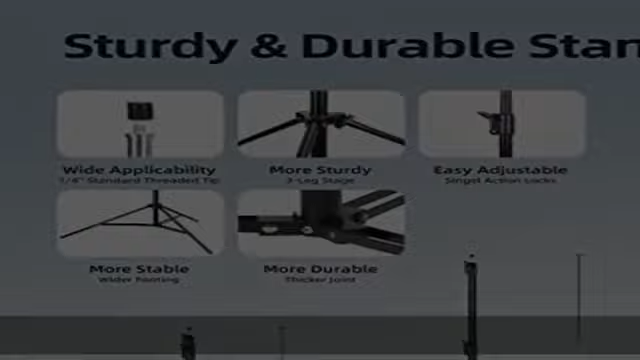 Sturdy & Durable Stan
Wide Applicability
1/4" Standard Threaded Tip
More Sturdy
3-Leg Stage
Easy Adjustable
Singel Action Locks
More Stable
Wider Footing
More Durable
Thicker Joint